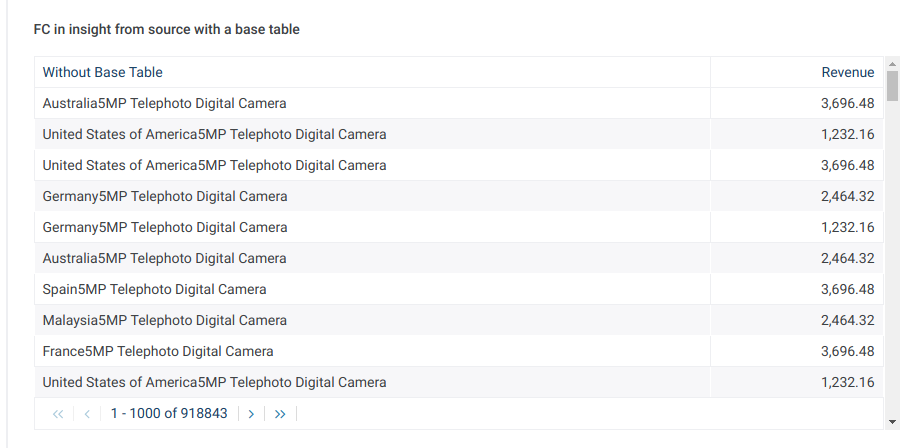 FC in insight from source with a base table
Without Base Table Revenue
Australia5MP Telephoto Digital Camera 3,696.48
United States of America5MP Telephoto Digital Camera 1,232.16
United States of America5MP Telephoto Digital Camera 3,696.48
Germany5MP Telephoto Digital Camera 2,464.32
Germany5MP Telephoto Digital Camera 1,232.16
Australia5MP Telephoto Digital Camera 2,464.32
Spain5MP Telephoto Digital Camera 3,696.48
Malaysia5MP Telephoto Digital Camera 2,464.32
France5MP Telephoto Digital Camera 3,696.48
United States of America5MP Telephoto Digital Camera 1,232.16
1 - 1000 of 918843